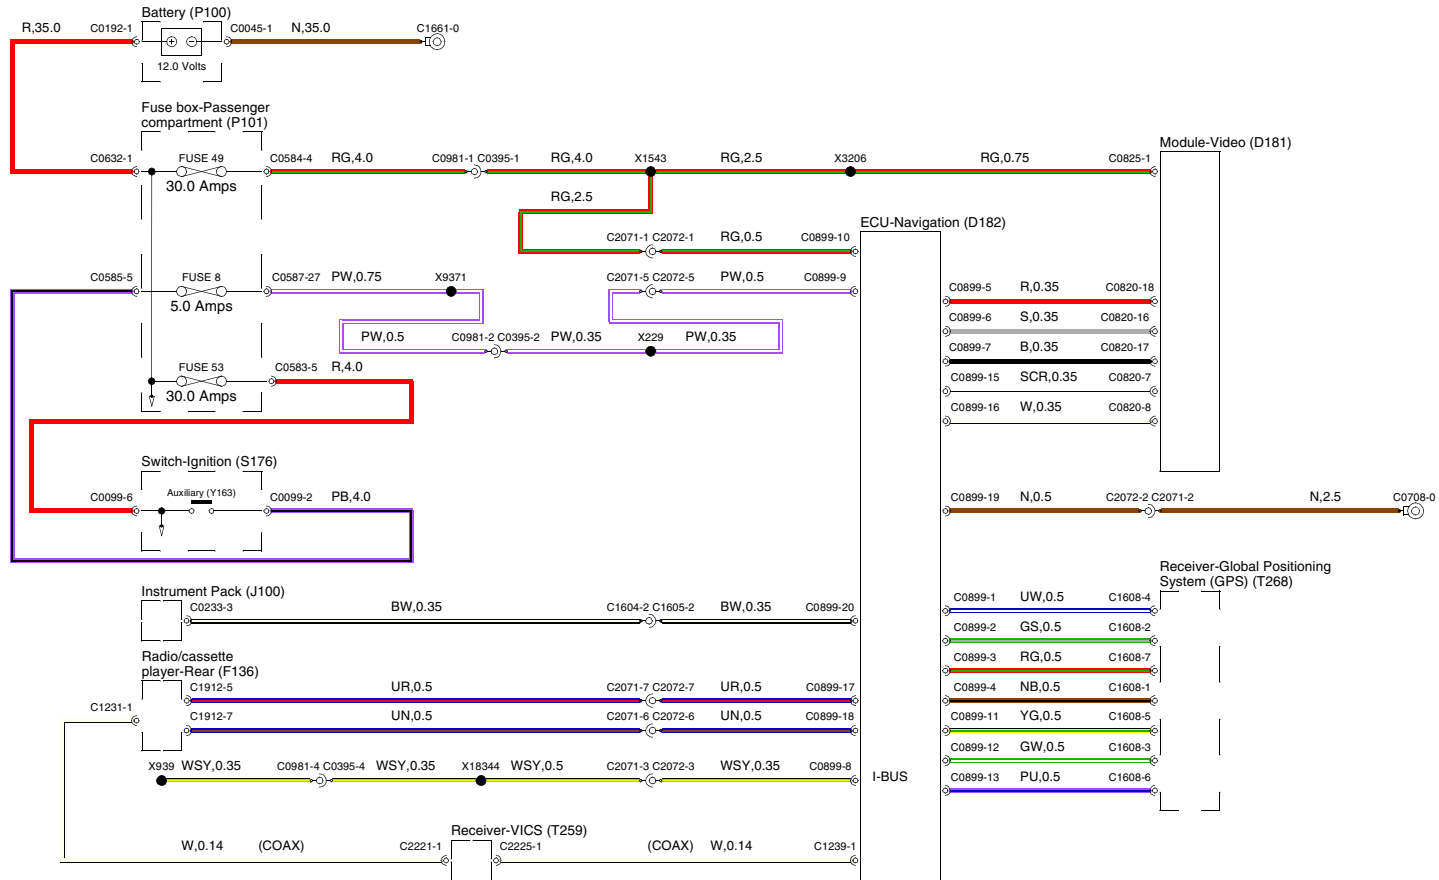 Battery (P100)
R,35.0 C0192-1 C0045-1 N,35.0 C1661-0
12.0 Volts
Fuse box-Passenger
compartment (P101)
Module-Video (D181)
C0632-1 FUSE 49 C0584-4 RG,4.0 C0981-1 C0395-1 RG,4.0 X1543 RG,2.5 X3206 RG,0.75 C0825-1
30.0 Amps
RG,2.5
ECU-Navigation (D182)
C2071-1 C2072-1 RG,0.5 C0899-10
C0585-5 FUSE 8 C0587-27 PW,0.75 X9371 C2071-5 C2072-5 PW,0.5 C0899-9
5.0 Amps
C0899-5 R,0.35 C0820-18
C0899-6 S,0.35 C0820-16
PW,0.5 C0981-2 C0395-2 PW,0.35 X229 PW,0.35
C0899-7 B,0.35 C0820-17
FUSE 53 C0583-5 R,4.0
30.0 Amps
C0899-15 SCR,0.35 C0820-7
C0899-16 W,0.35 C0820-8
Switch-Ignition (S176)
C0099-6 Auxiliary (Y163) C0099-2 PB,4.0
C0899-19 N,0.5 C2072-2 C2071-2 N,2.5 C0708-0
Receiver-Global Positioning
System (GPS) (T268)
Instrument Pack (J100)
C0233-3 BW,0.35 C1604-2 C1605-2 BW,0.35 C0899-20
C0899-1 UW,0.5 C1608-4
C0899-2 GS,0.5 C1608-2
Radio/cassette
player-Rear (F136)
C0899-3 RG,0.5 C1608-7
C1912-5 UR,0.5 C2071-7 C2072-7 UR,0.5 C0899-17
C0899-4 NB,0.5 C1608-1
C1231-1
C1912-7 UN,0.5 C2071-6 C2072-6 UN,0.5 C0899-18
C0899-11 YG,0.5 C1608-5
C0899-12 GW,0.5 C1608-3
X939 WSY,0.35 C0981-4 C0395-4 WSY,0.35 X18344 WSY,0.5 C2071-3 C2072-3 WSY,0.35 C0899-8
I-BUS
C0899-13 PU,0.5 C1608-6
Receiver-VICS (T259)
W,0.14 (COAX) C2221-1 C2225-1 (COAX) W,0.14 C1239-1